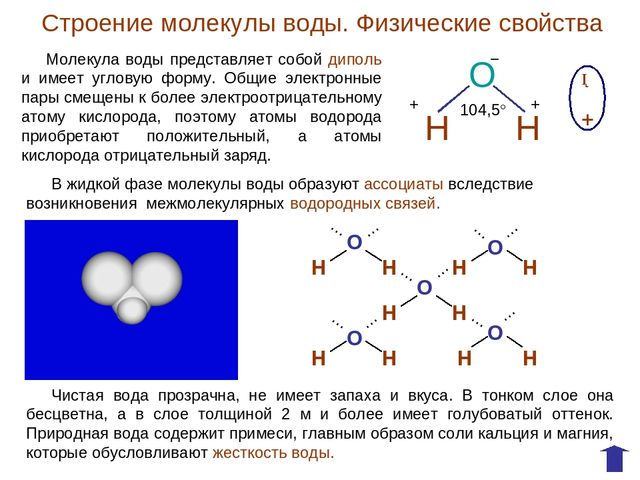 Строение молекулы воды. Физические свойства
Молекула воды представляет собой диполь
и имеет угловую форму. Общие электронные
пары смещены к более электроотрицательному
атому кислорода, поэтому атомы водорода
приобретают положительный, а атомы
кислорода отрицательный заряд.
–
O
+ 104,5° +
H H
I
+
В жидкой фазе молекулы воды образуют ассоциаты вследствие
возникновения межмолекулярных водородных связей.
O O
H H H H
O
H H
O O
H H H H
Чистая вода прозрачна, не имеет запаха и вкуса. В тонком слое она
бесцветна, а в слое толщиной 2 м и более имеет голубоватый оттенок.
Природная вода содержит примеси, главным образом соли кальция и магния,
которые обусловливают жесткость воды.